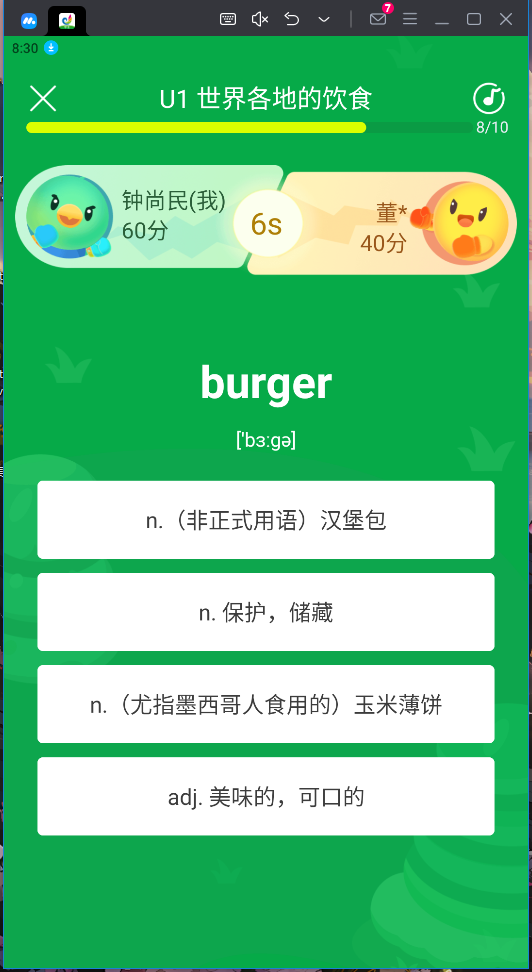 7
8:30
U1 世界各地的饮食
8/10
钟尚民(我)
60分
6s
董*
40分
burger
['bɜːgə]
n.（非正式用语）汉堡包
n. 保护，储藏
n.（尤指墨西哥人食用的）玉米薄饼
adj. 美味的，可口的